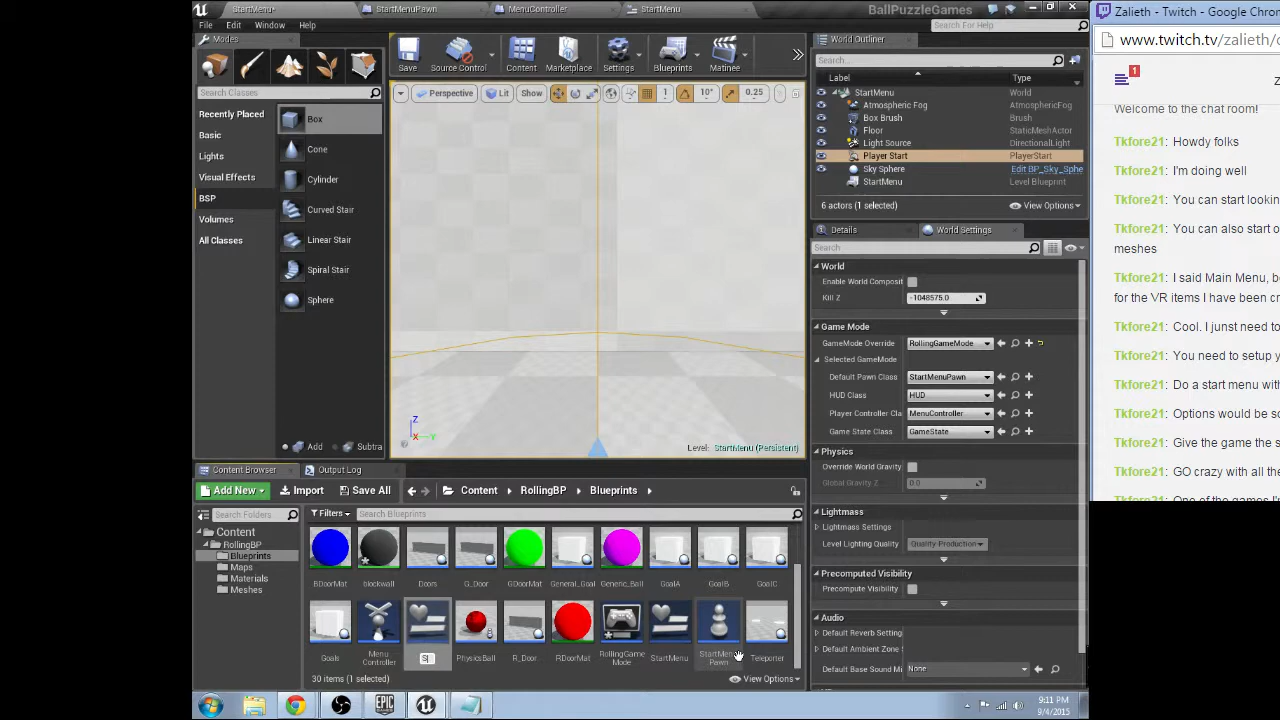 StartMenu*
StartMenuPawn
MenuController
StartMenu
BallPuzzleGames
Zalieth - Twitch - Google Chro
File Edit Window Help
Search For Help
www.twitch.tv/zalieth/
Modes
Search Classes
Recently Placed
Basic
Lights
Visual Effects
BSP
Volumes
All Classes
Box
Cone
Cylinder
Curved Stair
Linear Stair
Spiral Stair
Sphere
Add
Subtra
Save
Source Control
Content
Marketplace
Settings
Blueprints
Matinee
Perspective
Lit
Show
1
10°
0.25
Z
X
Y
Level: StartMenu (Persistent)
World Outliner
Search...
Label Type
StartMenu World
Atmospheric Fog AtmosphericFog
Box Brush Brush
Floor StaticMeshActor
Light Source DirectionalLight
Player Start PlayerStart
Sky Sphere Edit BP_Sky_Sphe
StartMenu Level Blueprint
6 actors (1 selected)
View Options
Details
World Settings
Search
World
Enable World Composit
Kill Z -1048575.0
Game Mode
GameMode Override RollingGameMode
Selected GameMode
Default Pawn Class StartMenuPawn
HUD Class HUD
Player Controller Cla MenuController
Game State Class GameState
Physics
Override World Gravity
Global Gravity Z 0.0
Lightmass
Lightmass Settings
Level Lighting Quality Quality Production
Precomputed Visibility
Precompute Visibility
Audio
Default Reverb Setting
Default Ambient Zone
Default Base Sound Mi None
Content Browser
Output Log
Add New
Import
Save All
Content
RollingBP
Blueprints
Search Folders
Filters
Search Blueprints
Content
RollingBP
Blueprints
Maps
Materials
Meshes
BDoorMat
blockwall
Doors
G_Door
GDoorMat
General_Goal
Generic_Ball
GoalA
GoalB
GoalC
Goals
Menu Controller
S
PhysicsBall
R_Door
RDoorMat
RollingGame Mode
StartMenu
StartMenu Pawn
Teleporter
30 items (1 selected)
View Options
1
Welcome to the chat room!
Tkfore21: Howdy folks
Tkfore21: I'm doing well
Tkfore21: You can start lookin
Tkfore21: You can also start o
meshes
Tkfore21: I said Main Menu, b
for the VR items I have been r
Tkfore21: Cool. I junst need to
Tkfore21: You need to setup y
Tkfore21: Do a start menu with
Tkfore21: Options would be so
Tkfore21: Give the game the s
Tkfore21: GO crazy with all the
Tkfore21: One of the games I'm
9:11 PM
9/4/2015